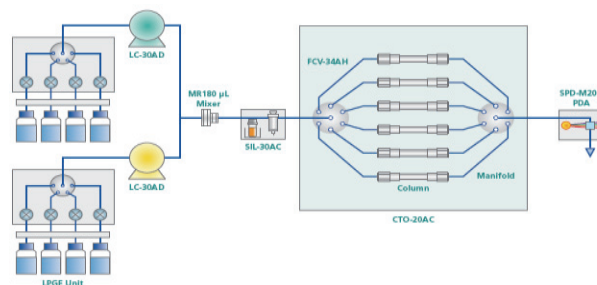 LC-30AD
MR180 µL
Mixer
SIL-30AC
FCV-34AH
Column
Manifold
CTO-20AC
SPD-M20
PDA
LC-30AD
LPGE Unit